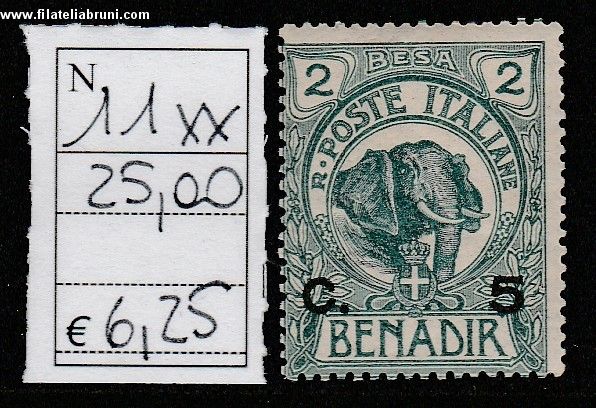 www.filateliabruni.com
N.
11 xx
25,00
€ 6,25
2 BESA 2
R. POSTE ITALIANE
C. 5
BENADIR